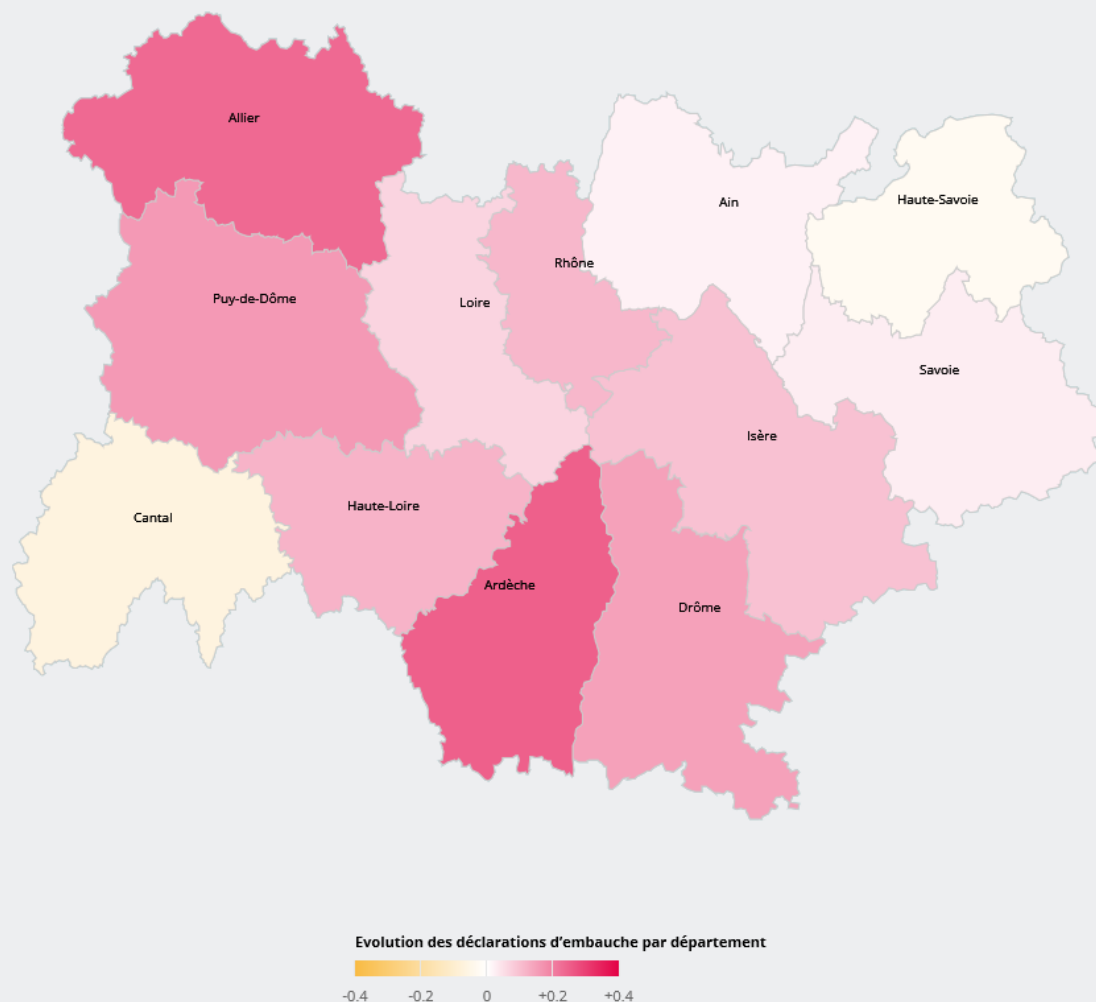 Allier
Ain
Haute-Savoie
Rhône
Puy-de-Dôme
Loire
Savoie
Isère
Haute-Loire
Cantal
Ardèche
Drôme
Evolution des déclarations d’embauche par département
-0.4 -0.2 0 +0.2 +0.4